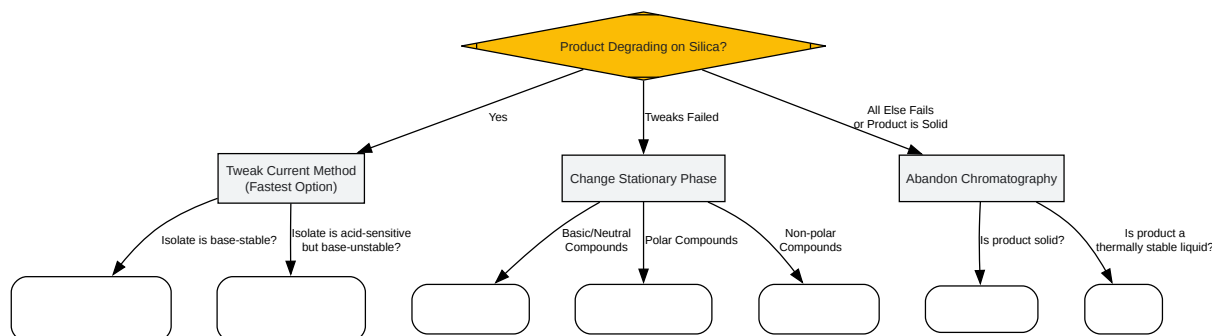 Product Degrading on Silica?
Yes
Tweaks Failed
All Else Fails
or Product is Solid
Tweak Current Method
(Fastest Option)
Change Stationary Phase
Abandon Chromatography
Isolate is base-stable?
Isolate is acid-sensitive
but base-unstable?
Basic/Neutral
Compounds
Polar Compounds
Non-polar
Compounds
Is product solid?
Is product a
thermally stable liquid?